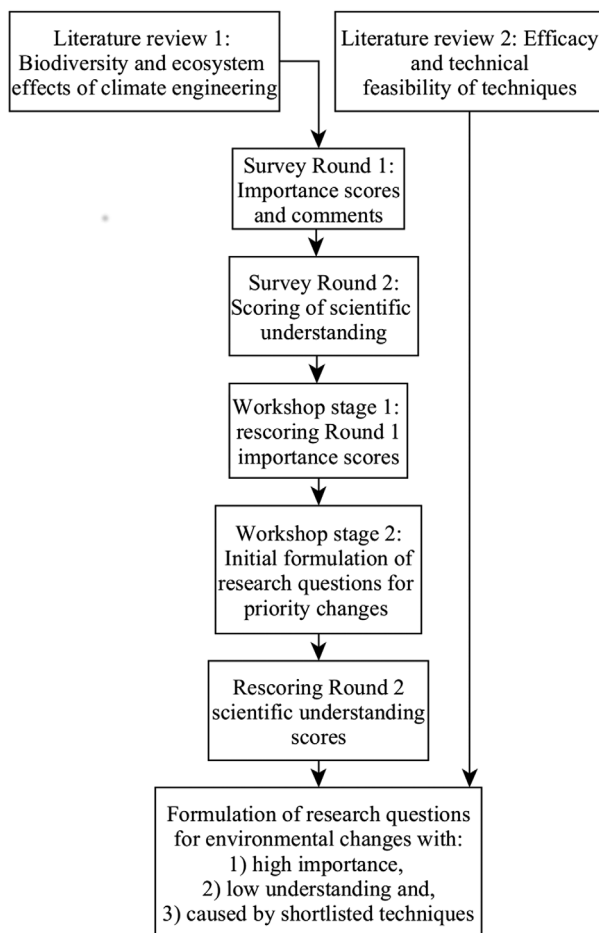 Literature review 1:
Biodiversity and ecosystem
effects of climate engineering
Literature review 2: Efficacy
and technical
feasibility of techniques
Survey Round 1:
Importance scores
and comments
Survey Round 2:
Scoring of scientific
understanding
Workshop stage 1:
rescoring Round 1
importance scores
Workshop stage 2:
Initial formulation of
research questions for
priority changes
Rescoring Round 2
scientific understanding
scores
Formulation of research questions
for environmental changes with:
1) high importance,
2) low understanding and,
3) caused by shortlisted techniques